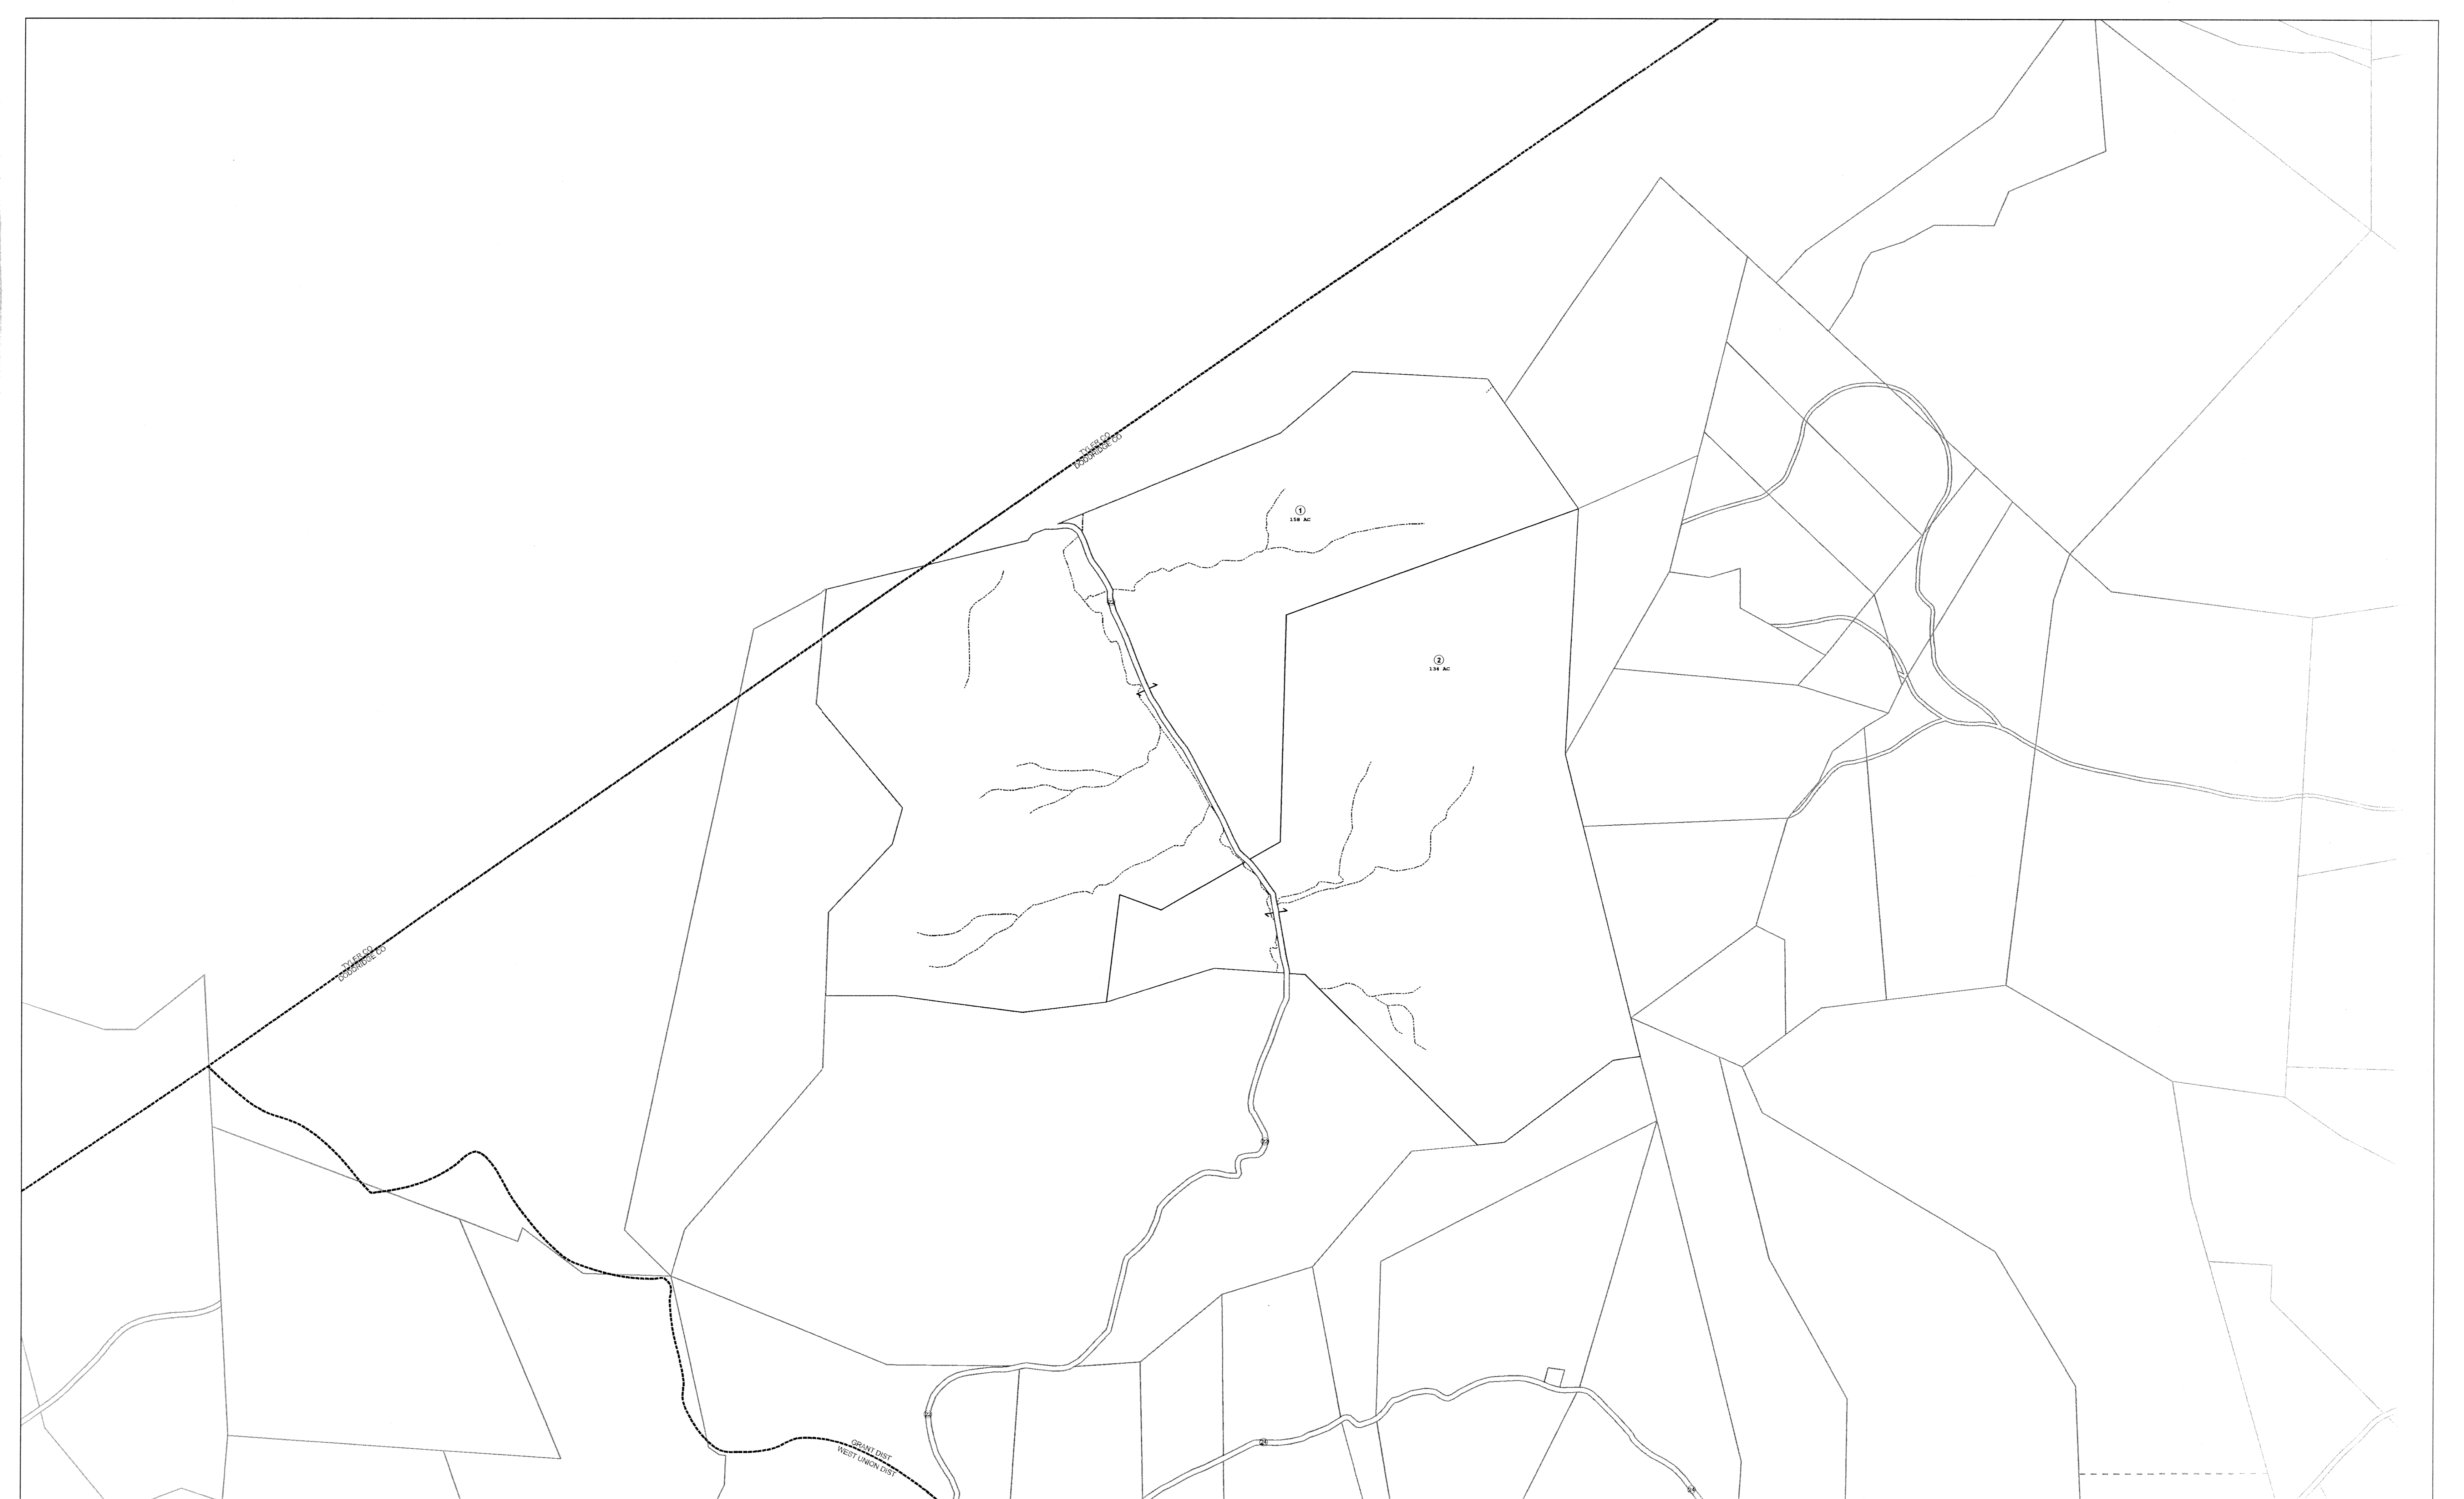 TYLER CO
DODDRIDGE CO
1
158 AC
2
134 AC
TYLER CO
DODDRIDGE CO
GRANT DIST
WEST UNION DIST